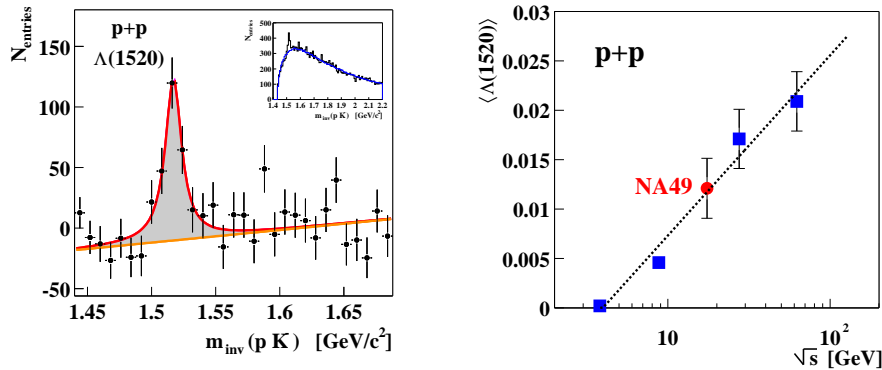 N_entries
150
100
50
0
-50
p+p
Λ(1520)
N_entries
500
400
300
200
100
0
1.4 1.5 1.6 1.7 1.8 1.9 2 2.1 2.2
m_inv(p K) [GeV/c²]
1.45 1.5 1.55 1.6 1.65
m_inv(p K) [GeV/c²]
⟨Λ(1520)⟩
0.03
0.025
0.02
0.015
0.01
0.005
0
p+p
NA49
10 10²
√s [GeV]